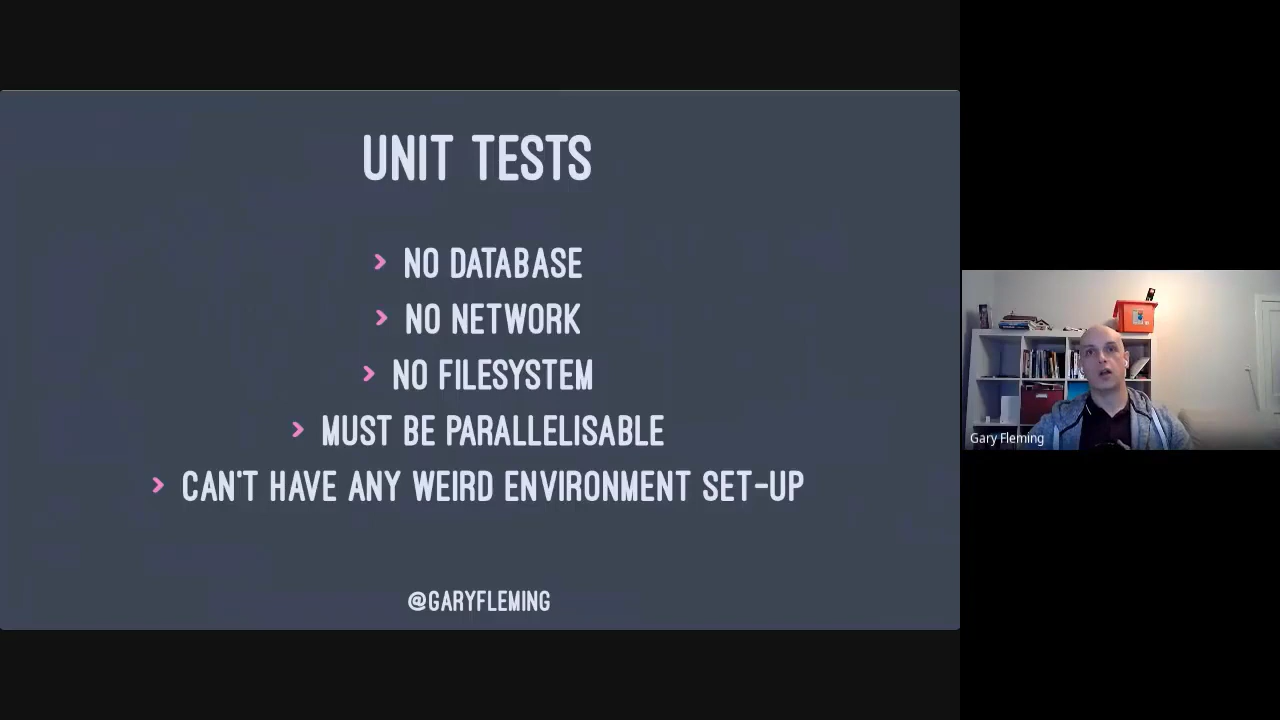 UNIT TESTS
> NO DATABASE
> NO NETWORK
> NO FILESYSTEM
> MUST BE PARALLELISABLE
> CAN'T HAVE ANY WEIRD ENVIRONMENT SET-UP
@GARYFLEMING
Gary Fleming